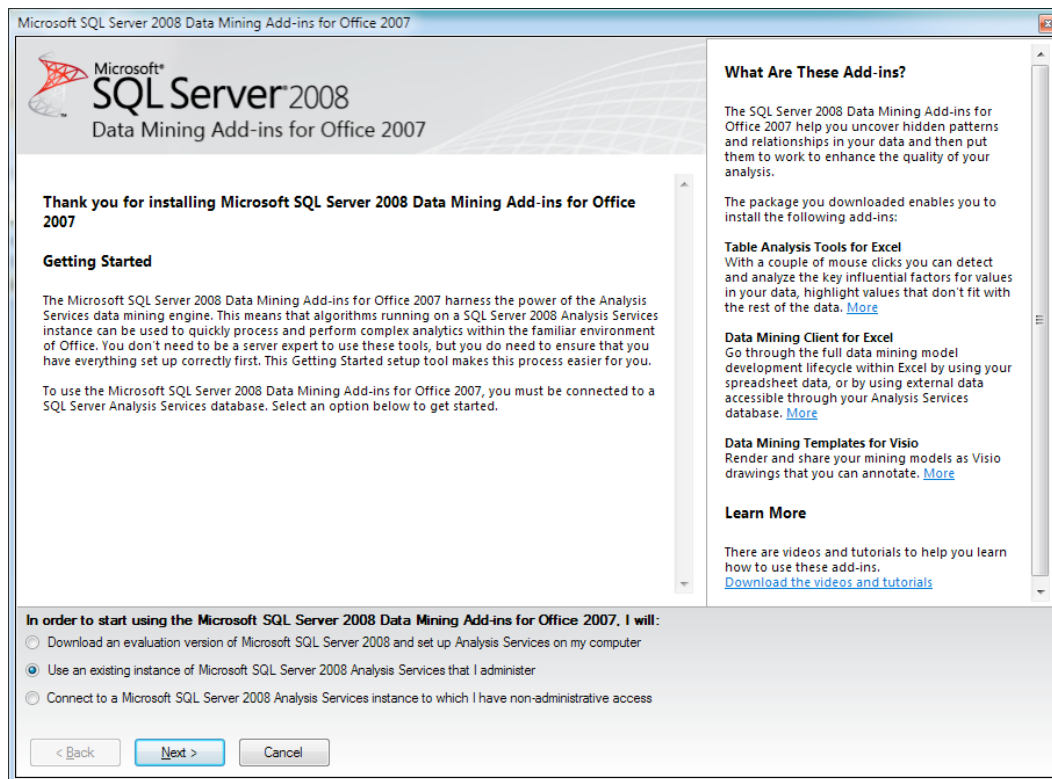 Microsoft SQL Server 2008 Data Mining Add-ins for Office 2007
Microsoft®
SQL Server® 2008
Data Mining Add-ins for Office 2007
Thank you for installing Microsoft SQL Server 2008 Data Mining Add-ins for Office
2007
Getting Started
The Microsoft SQL Server 2008 Data Mining Add-ins for Office 2007 harness the power of the Analysis
Services data mining engine. This means that algorithms running on a SQL Server 2008 Analysis Services
instance can be used to quickly process and perform complex analytics within the familiar environment
of Office. You don't need to be a server expert to use these tools, but you do need to ensure that you
have everything set up correctly first. This Getting Started setup tool makes this process easier for you.
To use the Microsoft SQL Server 2008 Data Mining Add-ins for Office 2007, you must be connected to a
SQL Server Analysis Services database. Select an option below to get started.
What Are These Add-ins?
The SQL Server 2008 Data Mining Add-ins for
Office 2007 help you uncover hidden patterns
and relationships in your data and then put
them to work to enhance the quality of your
analysis.
The package you downloaded enables you to
install the following add-ins:
Table Analysis Tools for Excel
With a couple of mouse clicks you can detect
and analyze the key influential factors for values
in your data, highlight values that don't fit with
the rest of the data. More
Data Mining Client for Excel
Go through the full data mining model
development lifecycle within Excel by using your
spreadsheet data, or by using external data
accessible through your Analysis Services
database. More
Data Mining Templates for Visio
Render and share your mining models as Visio
drawings that you can annotate. More
Learn More
There are videos and tutorials to help you learn
how to use these add-ins.
Download the videos and tutorials
In order to start using the Microsoft SQL Server 2008 Data Mining Add-ins for Office 2007, I will:
Download an evaluation version of Microsoft SQL Server 2008 and set up Analysis Services on my computer
Use an existing instance of Microsoft SQL Server 2008 Analysis Services that I administer
Connect to a Microsoft SQL Server 2008 Analysis Services instance to which I have non-administrative access
< Back
Next >
Cancel